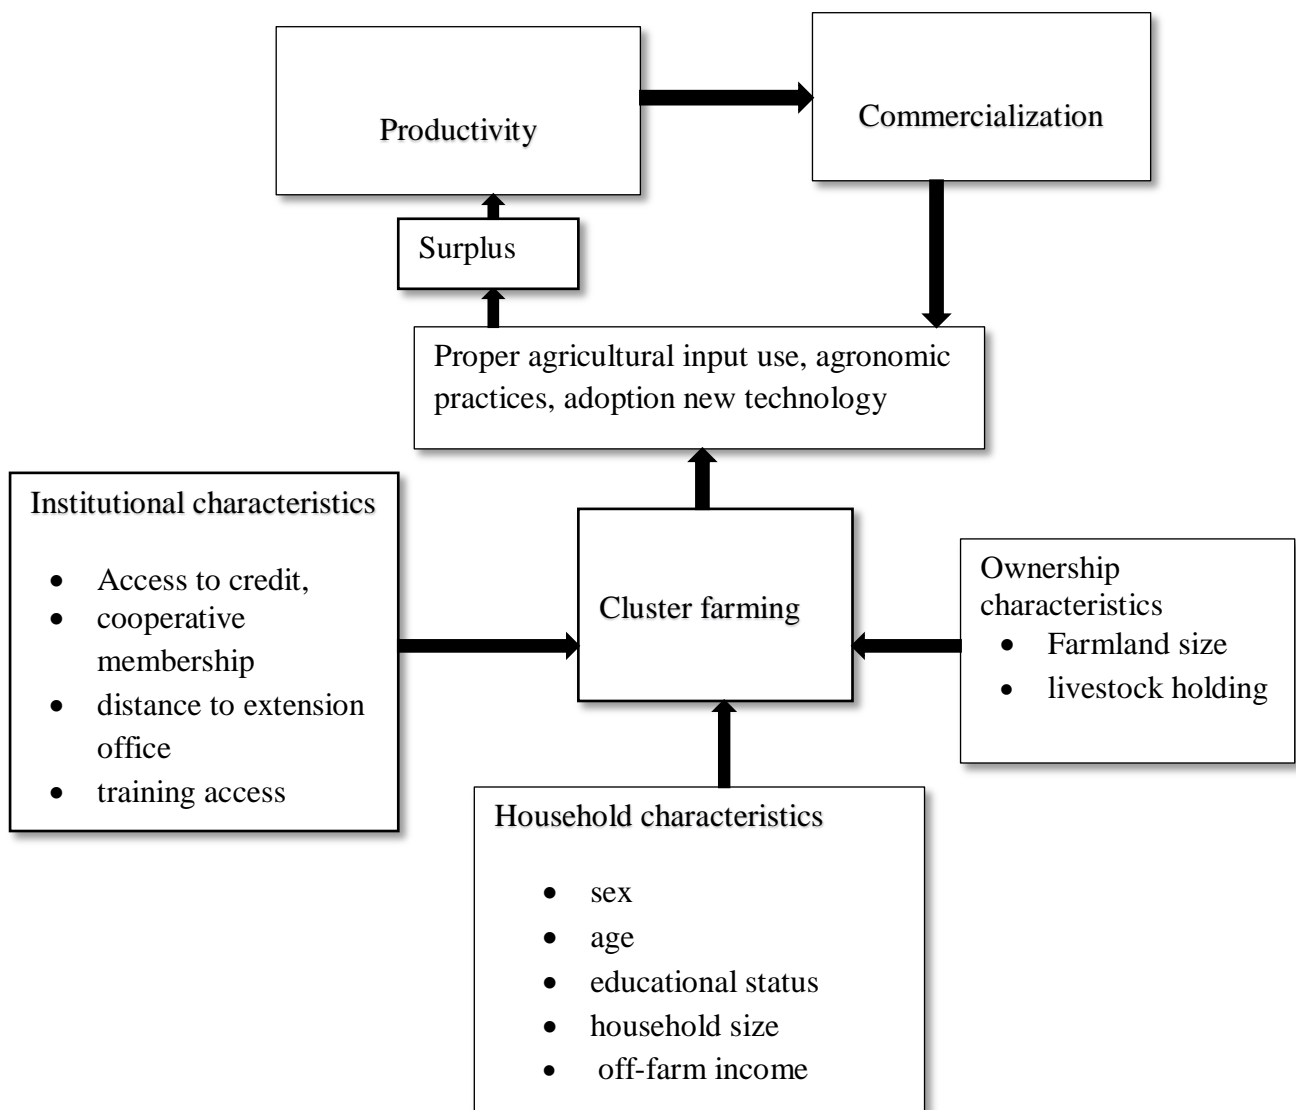 Productivity
Commercialization
Surplus
Proper agricultural input use, agronomic
practices, adoption new technology
Institutional characteristics
• Access to credit,
• cooperative
membership
• distance to extension
office
• training access
Cluster farming
Ownership
characteristics
• Farmland size
• livestock holding
Household characteristics
• sex
• age
• educational status
• household size
• off-farm income